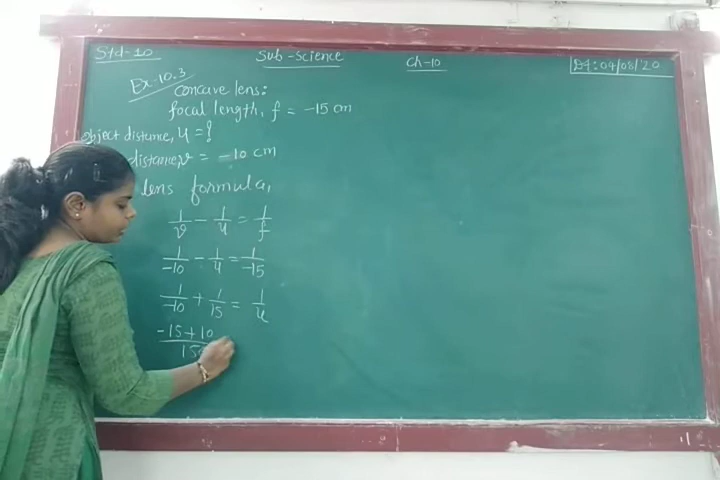 Std-10 Sub-Science Ch-10 Dt:04/08/20
Ex.10.3
Concave lens:
focal length, f = -15 cm
object distance, u = ?
distance, v = -10 cm
lens formula,
1/v - 1/u = 1/f
1/-10 - 1/u = 1/-15
1/-10 + 1/15 = 1/u
-15+10/150